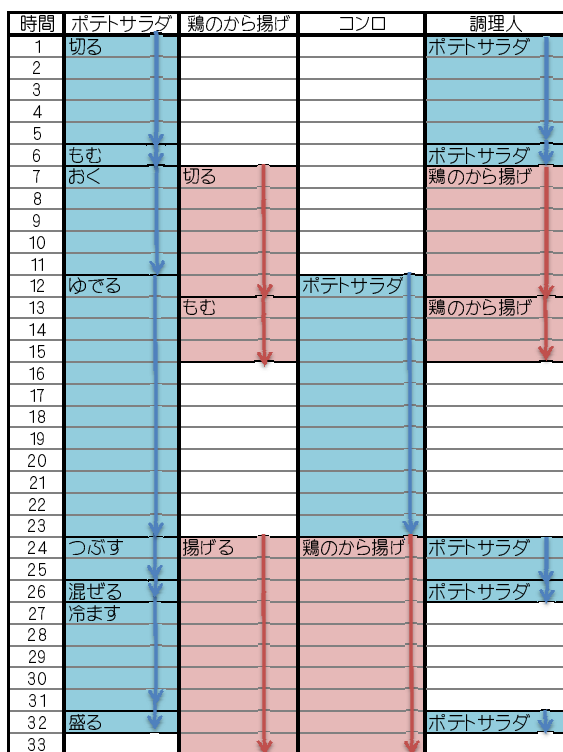 時間 ポテトサラダ 鶏のから揚げ コンロ 調理人
1 切る ポテトサラダ
2
3
4
5
6 もむ ポテトサラダ
7 おく 切る 鶏のから揚げ
8
9
10
11
12 ゆでる ポテトサラダ
13 もむ 鶏のから揚げ
14
15
16
17
18
19
20
21
22
23
24 つぶす 揚げる 鶏のから揚げ ポテトサラダ
25
26 混ぜる ポテトサラダ
27 冷ます
28
29
30
31
32 盛る ポテトサラダ
33